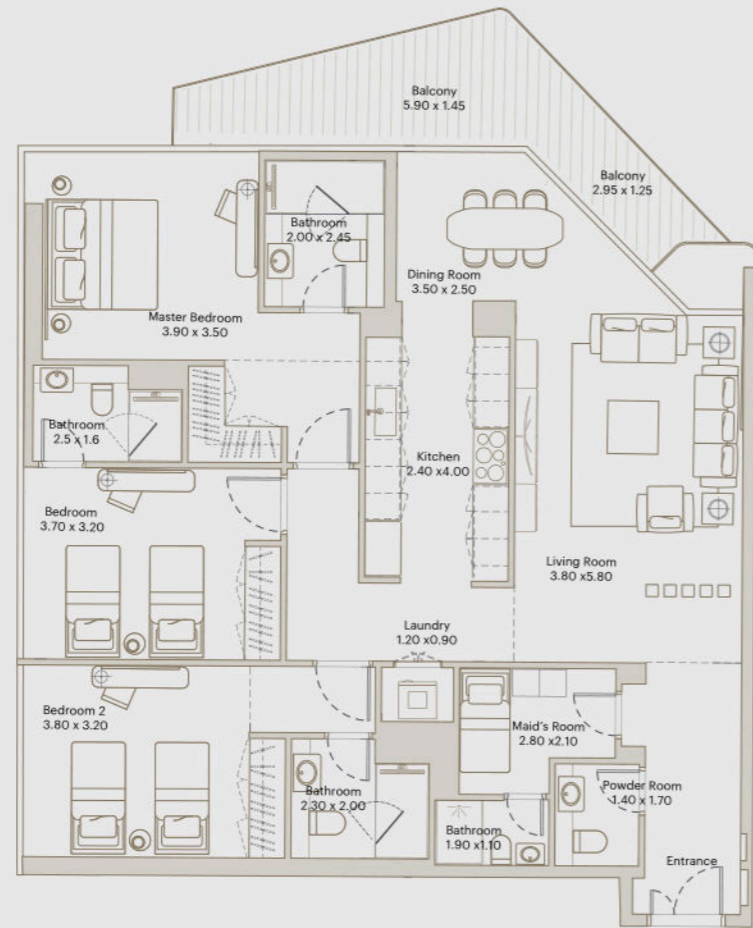 Balcony
5.90 x 1.45
Balcony
2.95 x 1.25
Bathroom
2.00 x 2.45
Dining Room
3.50 x 2.50
Master Bedroom
3.90 x 3.50
Bathroom
2.5 x 1.6
Kitchen
2.40 x4.00
Bedroom
3.70 x 3.20
Living Room
3.80 x5.80
Laundry
1.20 x0.90
Bedroom 2
3.80 x 3.20
Maid's Room
2.80 x2.10
Bathroom
2.30 x 2.00
Powder Room
1.40 x 1.70
Bathroom
1.90 x1.10
Entrance